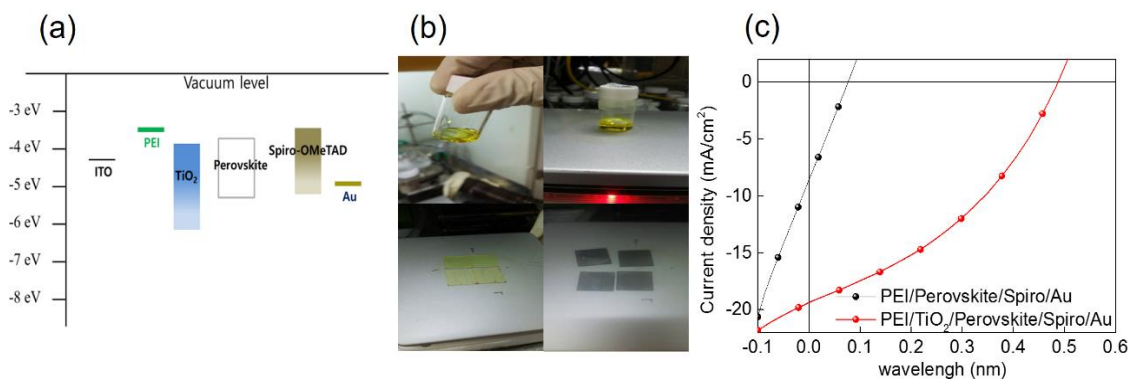 (a)
Vacuum level
-3 eV
-4 eV
-5 eV
-6 eV
-7 eV
-8 eV
ITO
PEI
TiO₂
Perovskite
Spiro-OMeTAD
Au
(b)
(c)
Current density (mA/cm²)
0
-5
-10
-15
-20
PEI/Perovskite/Spiro/Au
PEI/TiO₂/Perovskite/Spiro/Au
-0.1 0.0 0.1 0.2 0.3 0.4 0.5 0.6
wavelengh (nm)